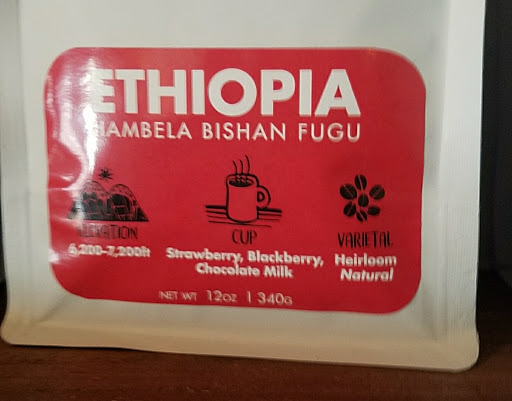 ETHIOPIA
HAMBELA BISHAN FUGU
ELEVATION
6,200-7,200ft
CUP
Strawberry, Blackberry,
Chocolate Milk
VARIETAL
Heirloom
Natural
NET WT 12OZ | 340G